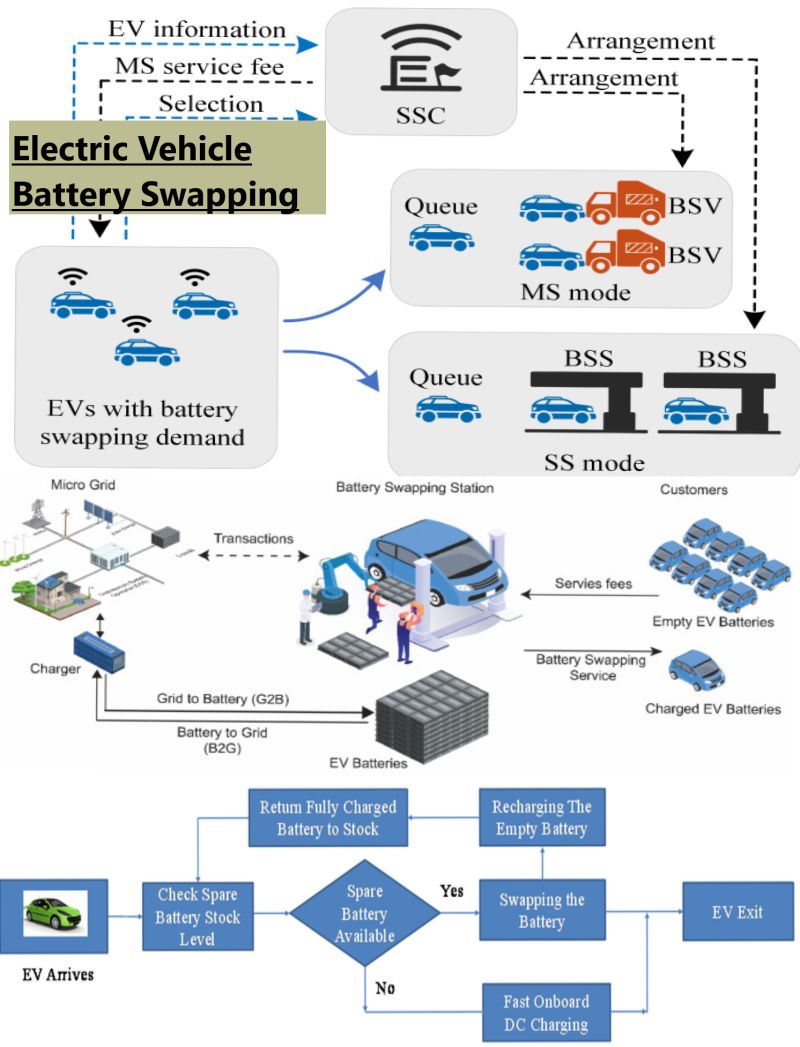 EV information
MS service fee
Selection
SSC
Arrangement
Arrangement
Electric Vehicle
Battery Swapping
Queue
BSV
BSV
MS mode
EVs with battery
swapping demand
Queue
BSS
BSS
SS mode
Micro Grid
Battery Swapping Station
Customers
Transactions
Loads
Servies fees
Empty EV Batteries
Charger
Battery Swapping
Service
Charged EV Batteries
Grid to Battery (G2B)
Battery to Grid
(B2G)
EV Batteries
Return Fully Charged
Battery to Stock
Recharging The
Empty Battery
Check Spare
Battery Stock
Level
Spare
Battery
Available
Yes
Swapping the
Battery
EV Exit
EV Arrives
No
Fast Onboard
DC Charging